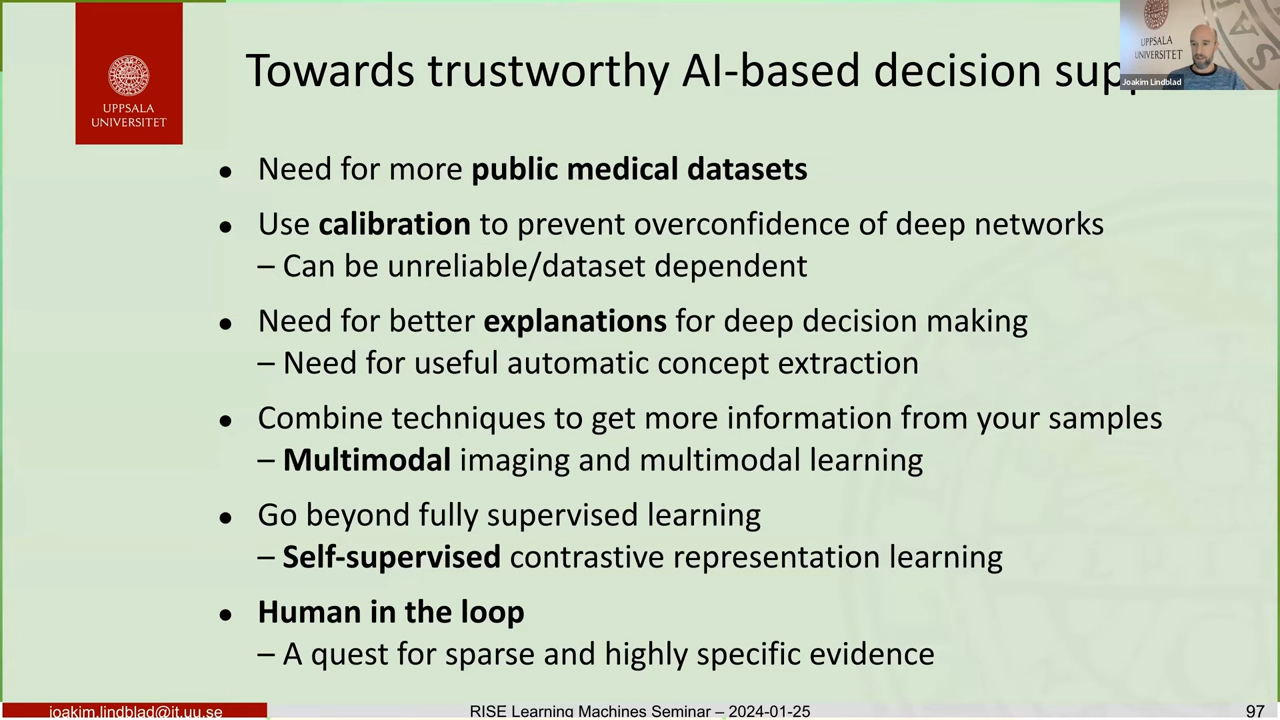 Towards trustworthy AI-based decision
UPPSALA
UNIVERSITET
UPPSALA
UNIVERSITET
Joakim Lindblad
● Need for more public medical datasets
● Use calibration to prevent overconfidence of deep networks
– Can be unreliable/dataset dependent
● Need for better explanations for deep decision making
– Need for useful automatic concept extraction
● Combine techniques to get more information from your samples
– Multimodal imaging and multimodal learning
● Go beyond fully supervised learning
– Self-supervised contrastive representation learning
● Human in the loop
– A quest for sparse and highly specific evidence
joakim.lindblad@it.uu.se
RISE Learning Machines Seminar – 2024-01-25
97